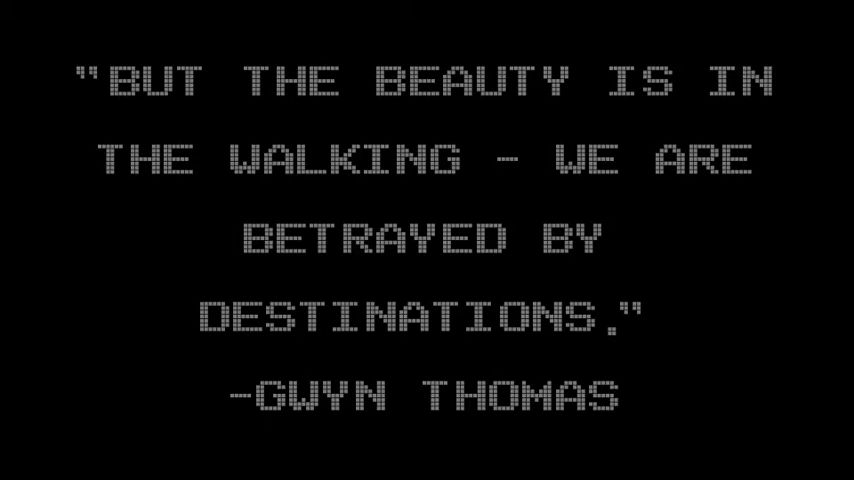 "BUT THE BEAUTY IS IN
THE WALKING - WE ARE
BETRAYED BY
DESTINATIONS."
-GWYN THOMAS